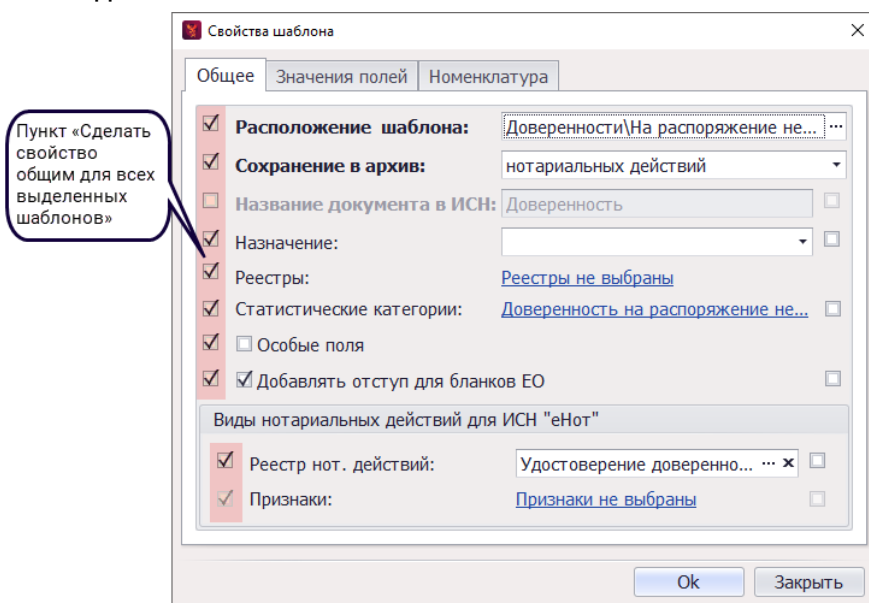 Свойства шаблона
Общее Значения полей Номенклатура
Пункт «Сделать
свойство
общим для всех
выделенных
шаблонов»
Расположение шаблона: Доверенности\На распоряжение не... ...
Сохранение в архив: нотариальных действий
Название документа в ИСН: Доверенность
Назначение:
Реестры: Реестры не выбраны
Статистические категории: Доверенность на распоряжение не...
Особые поля
Добавлять отступ для бланков ЕО
Виды нотариальных действий для ИСН "еНот"
Реестр нот. действий: Удостоверение доверенно... ... x
Признаки: Признаки не выбраны
Ok Закрыть